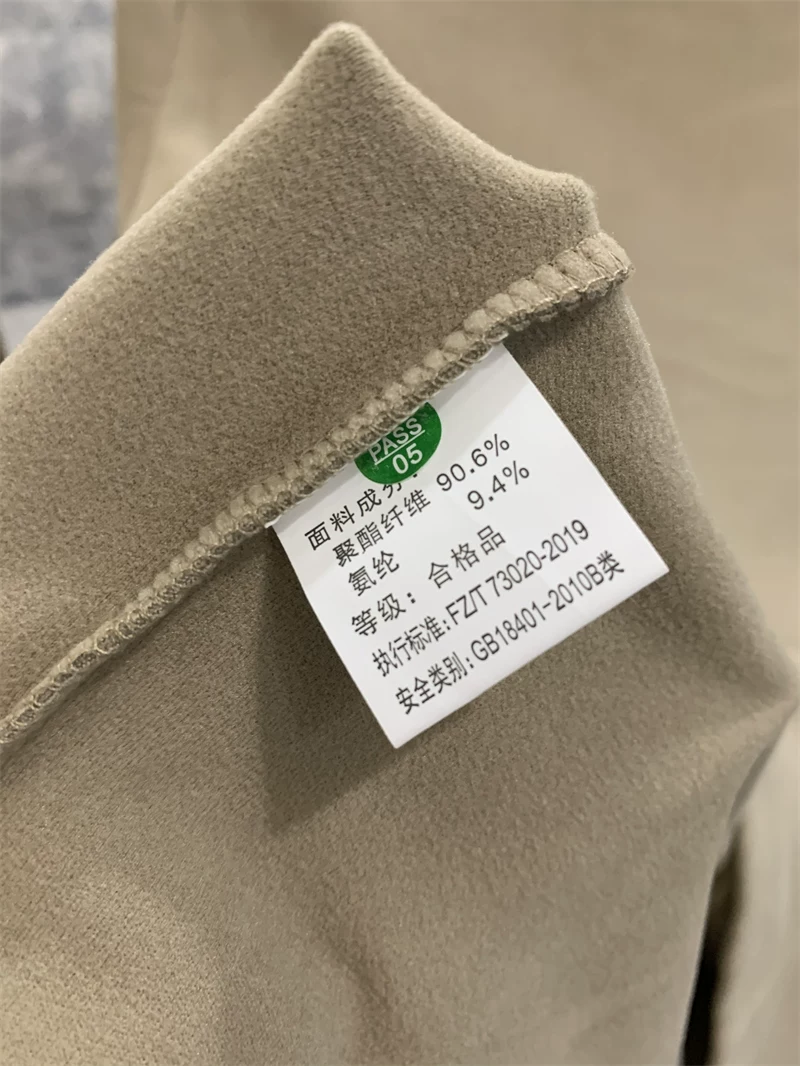 PASS
05
面料成分:
聚酯纤维 90.6%
氨纶 9.4%
等级：合格品
执行标准:FZ/T 73020-2019
安全类别:GB18401-2010B类